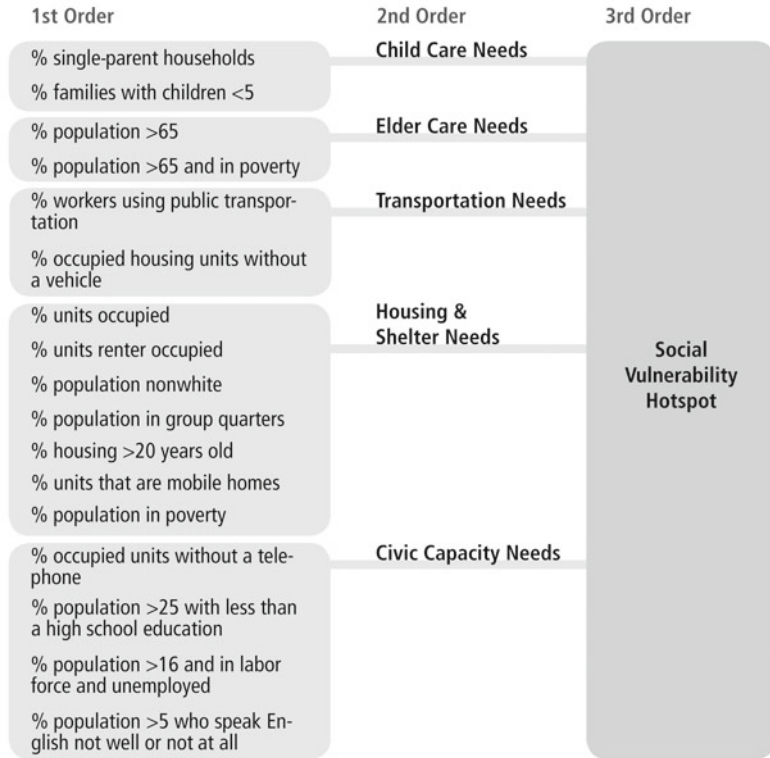 1st Order
2nd Order
3rd Order
% single-parent households
% families with children <5
Child Care Needs
% population >65
% population >65 and in poverty
Elder Care Needs
% workers using public transpor-
tation
% occupied housing units without
a vehicle
Transportation Needs
% units occupied
% units renter occupied
% population nonwhite
% population in group quarters
% housing >20 years old
% units that are mobile homes
% population in poverty
Housing &
Shelter Needs
% occupied units without a tele-
phone
% population >25 with less than
a high school education
% population >16 and in labor
force and unemployed
% population >5 who speak En-
glish not well or not at all
Civic Capacity Needs
Social
Vulnerability
Hotspot